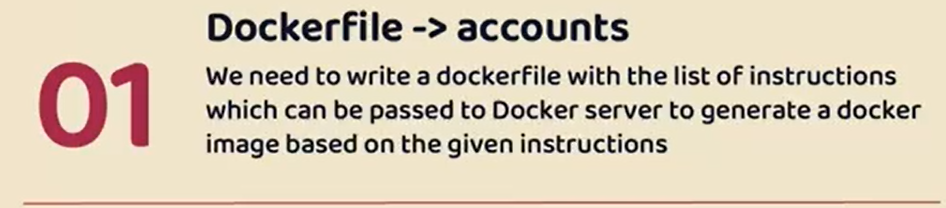 Dockerfile -> accounts
01
We need to write a dockerfile with the list of instructions
which can be passed to Docker server to generate a docker
image based on the given instructions